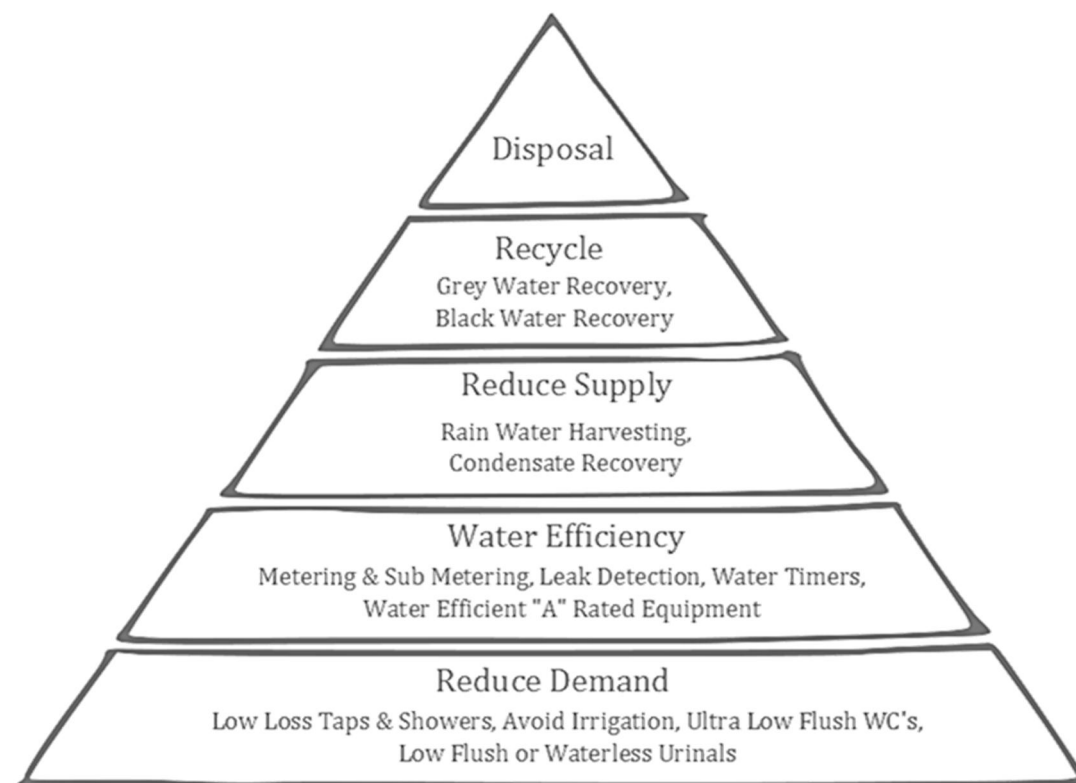 Disposal
Recycle
Grey Water Recovery,
Black Water Recovery
Reduce Supply
Rain Water Harvesting,
Condensate Recovery
Water Efficiency
Metering & Sub Metering, Leak Detection, Water Timers,
Water Efficient "A" Rated Equipment
Reduce Demand
Low Loss Taps & Showers, Avoid Irrigation, Ultra Low Flush WC's,
Low Flush or Waterless Urinals